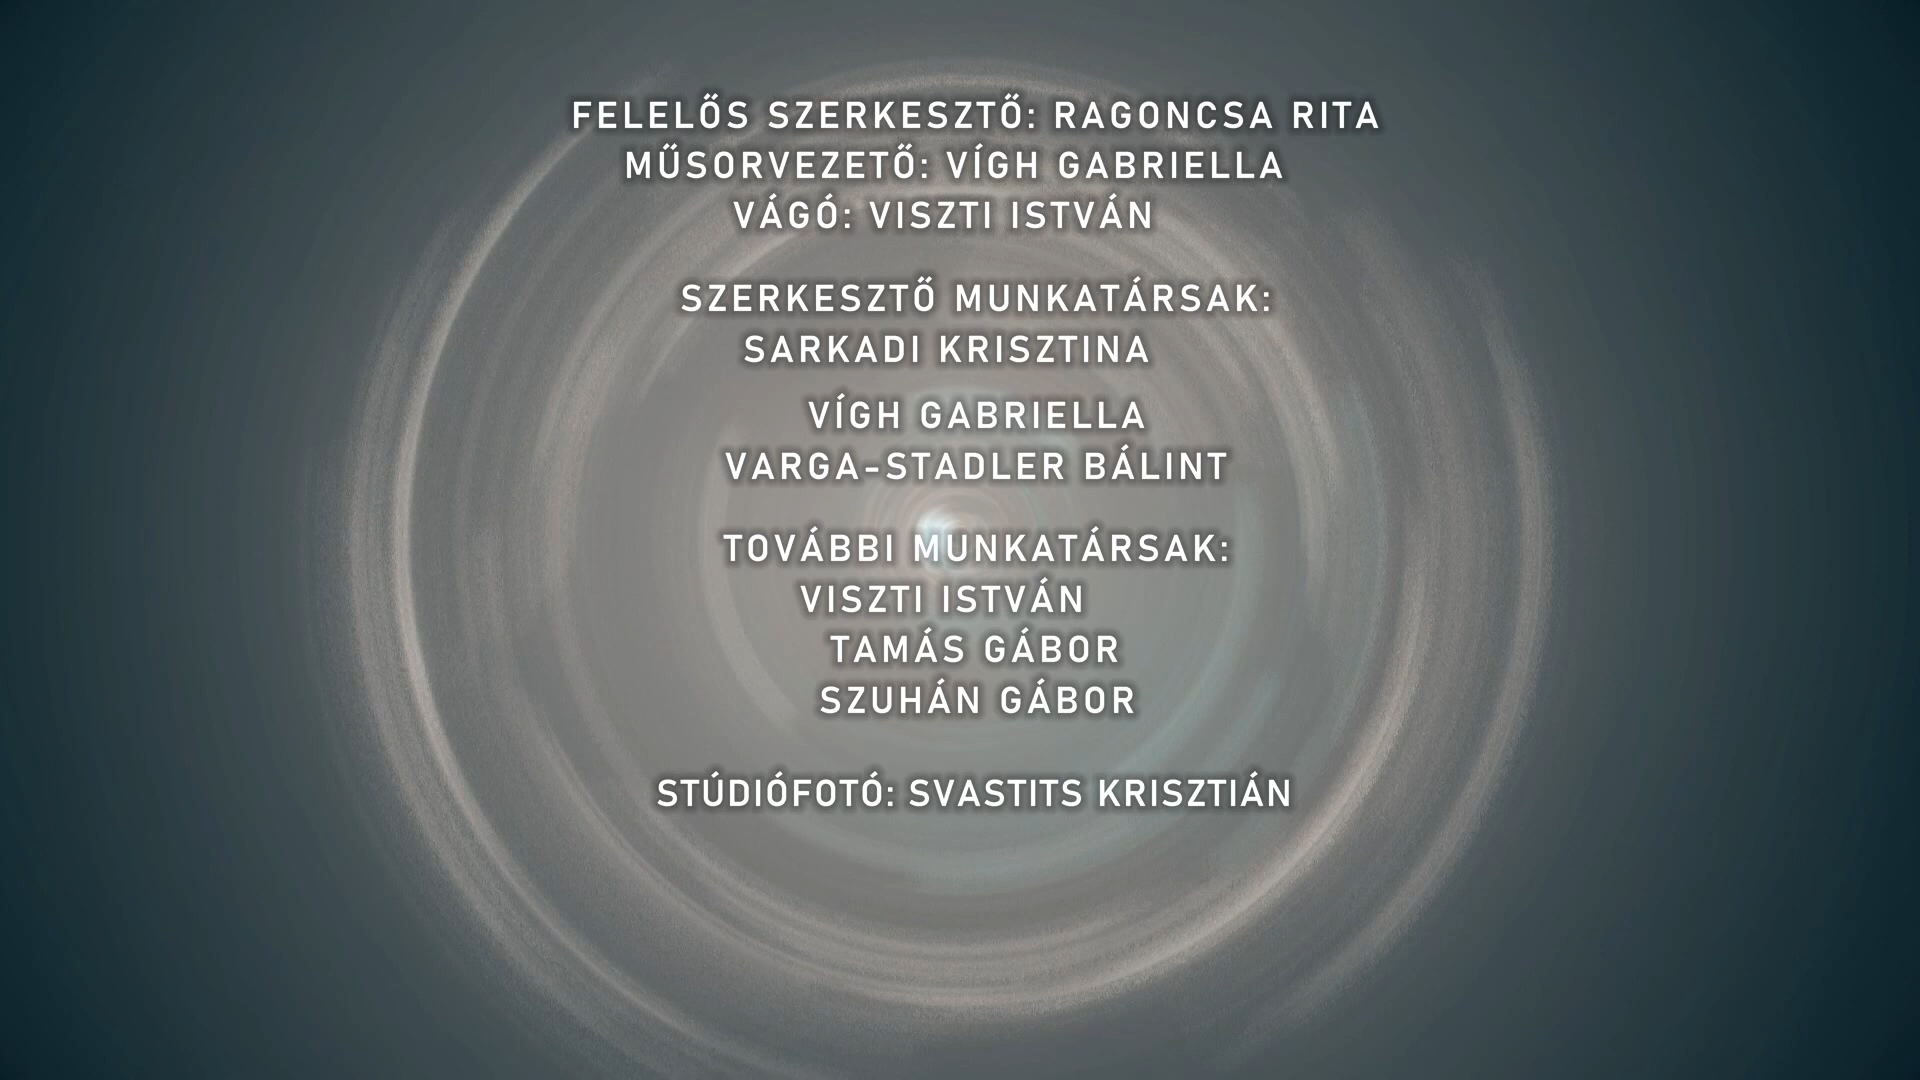 FELELŐS SZERKESZTŐ: RAGONCSA RITA
MŰSORVEZETŐ: VÍGH GABRIELLA
VÁGÓ: VISZTI ISTVÁN
SZERKESZTŐ MUNKATÁRSAK:
SARKADI KRISZTINA
VÍGH GABRIELLA
VARGA-STADLER BÁLINT
TOVÁBBI MUNKATÁRSAK:
VISZTI ISTVÁN
TAMÁS GÁBOR
SZUHÁN GÁBOR
STÚDIÓFOTÓ: SVASTITS KRISZTIÁN